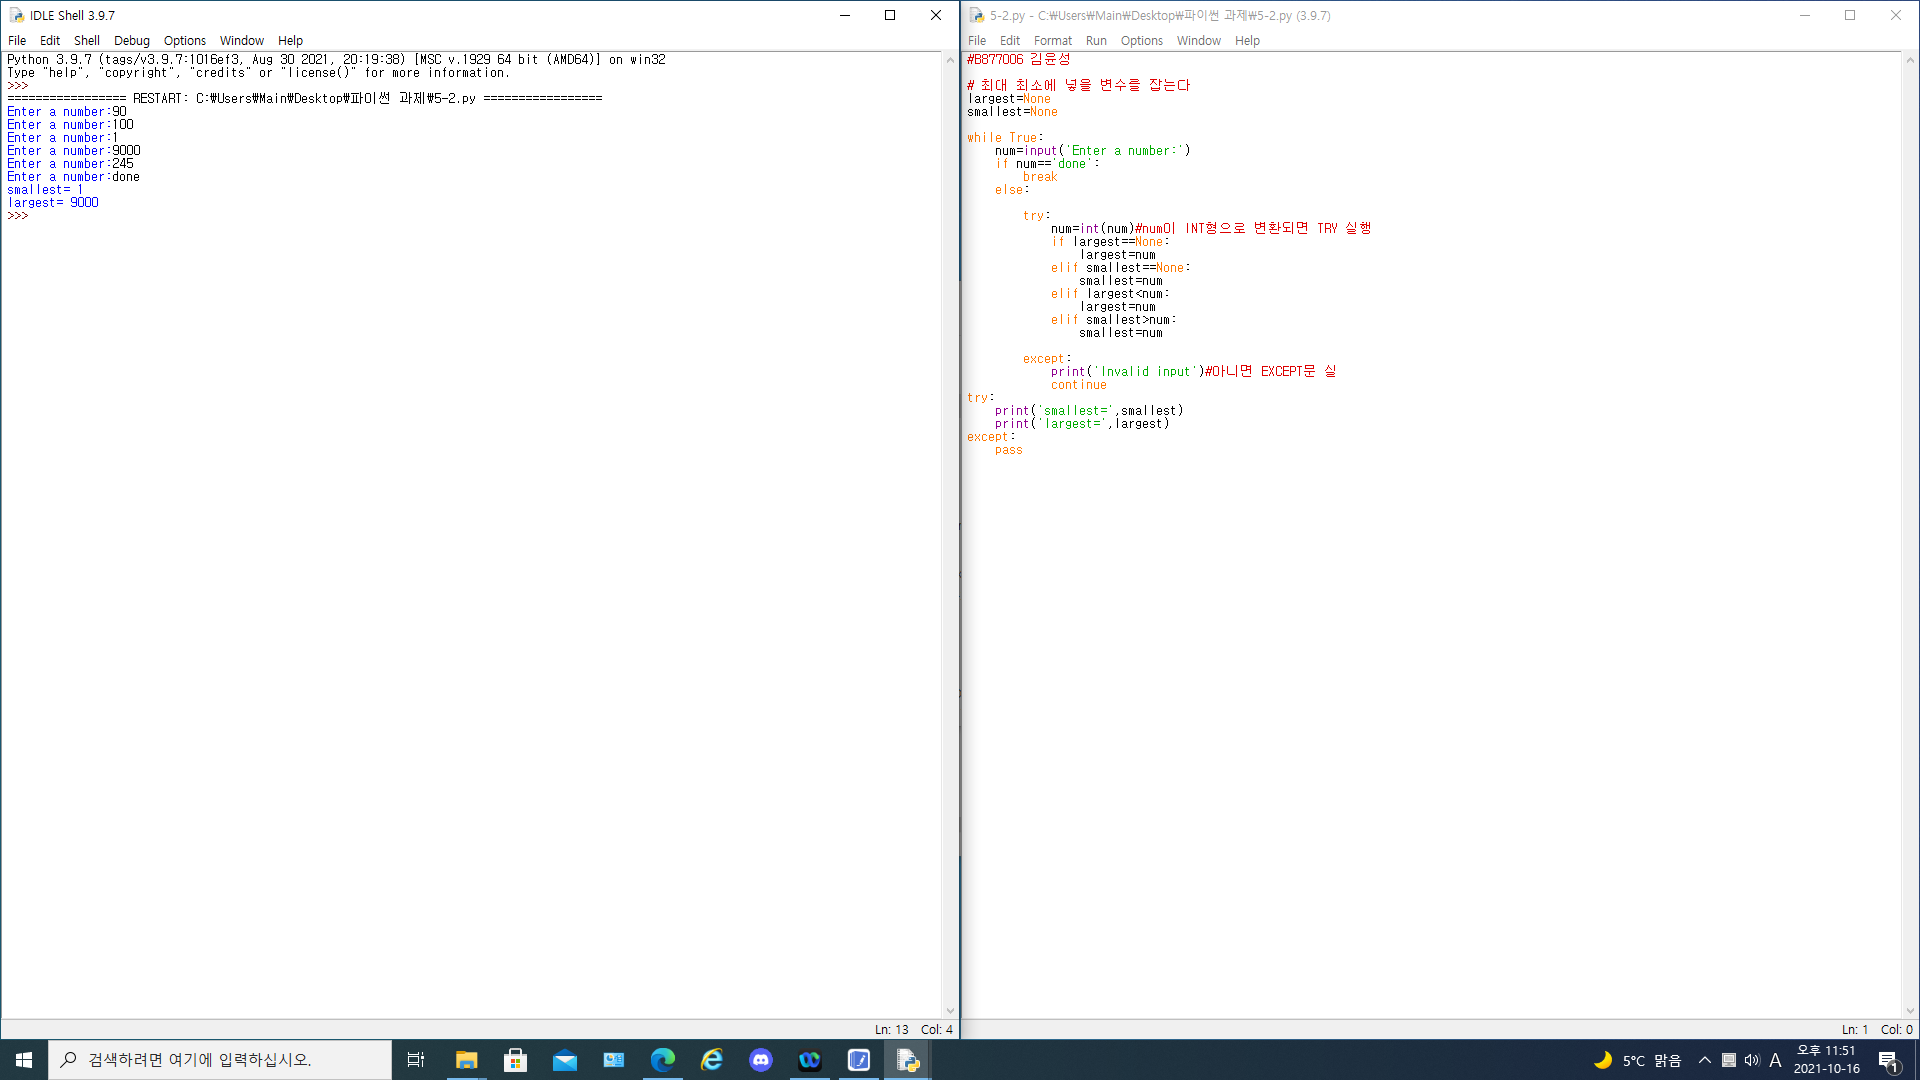 IDLE Shell 3.9.7
File Edit Shell Debug Options Window Help
Python 3.9.7 (tags/v3.9.7:1016ef3, Aug 30 2021, 20:19:38) [MSC v.1929 64 bit (AMD64)] on win32
Type "help", "copyright", "credits" or "license()" for more information.
>>>
================= RESTART: C:₩Users₩Main₩Desktop₩파이썬 과제₩5-2.py =================
Enter a number:90
Enter a number:100
Enter a number:1
Enter a number:9000
Enter a number:245
Enter a number:done
smallest= 1
largest= 9000
>>>
Ln: 13 Col: 4
5-2.py - C:₩Users₩Main₩Desktop₩파이썬 과제₩5-2.py (3.9.7)
File Edit Format Run Options Window Help
#B877006 김윤성
# 최대 최소에 넣을 변수를 잡는다
largest=None
smallest=None
while True:
    num=input('Enter a number:')
    if num=='done':
        break
    else:
        try:
            num=int(num)#num이 INT형으로 변환되면 TRY 실행
            if largest==None:
                largest=num
            elif smallest==None:
                smallest=num
            elif largest<num:
                largest=num
            elif smallest>num:
                smallest=num
        except:
            print('Invalid input')#아니면 EXCEPT문 실
            continue
try:
    print('smallest=',smallest)
    print('largest=',largest)
except:
    pass
Ln: 1 Col: 0
검색하려면 여기에 입력하십시오.
5°C 맑음
A
오후 11:51
2021-10-16
1